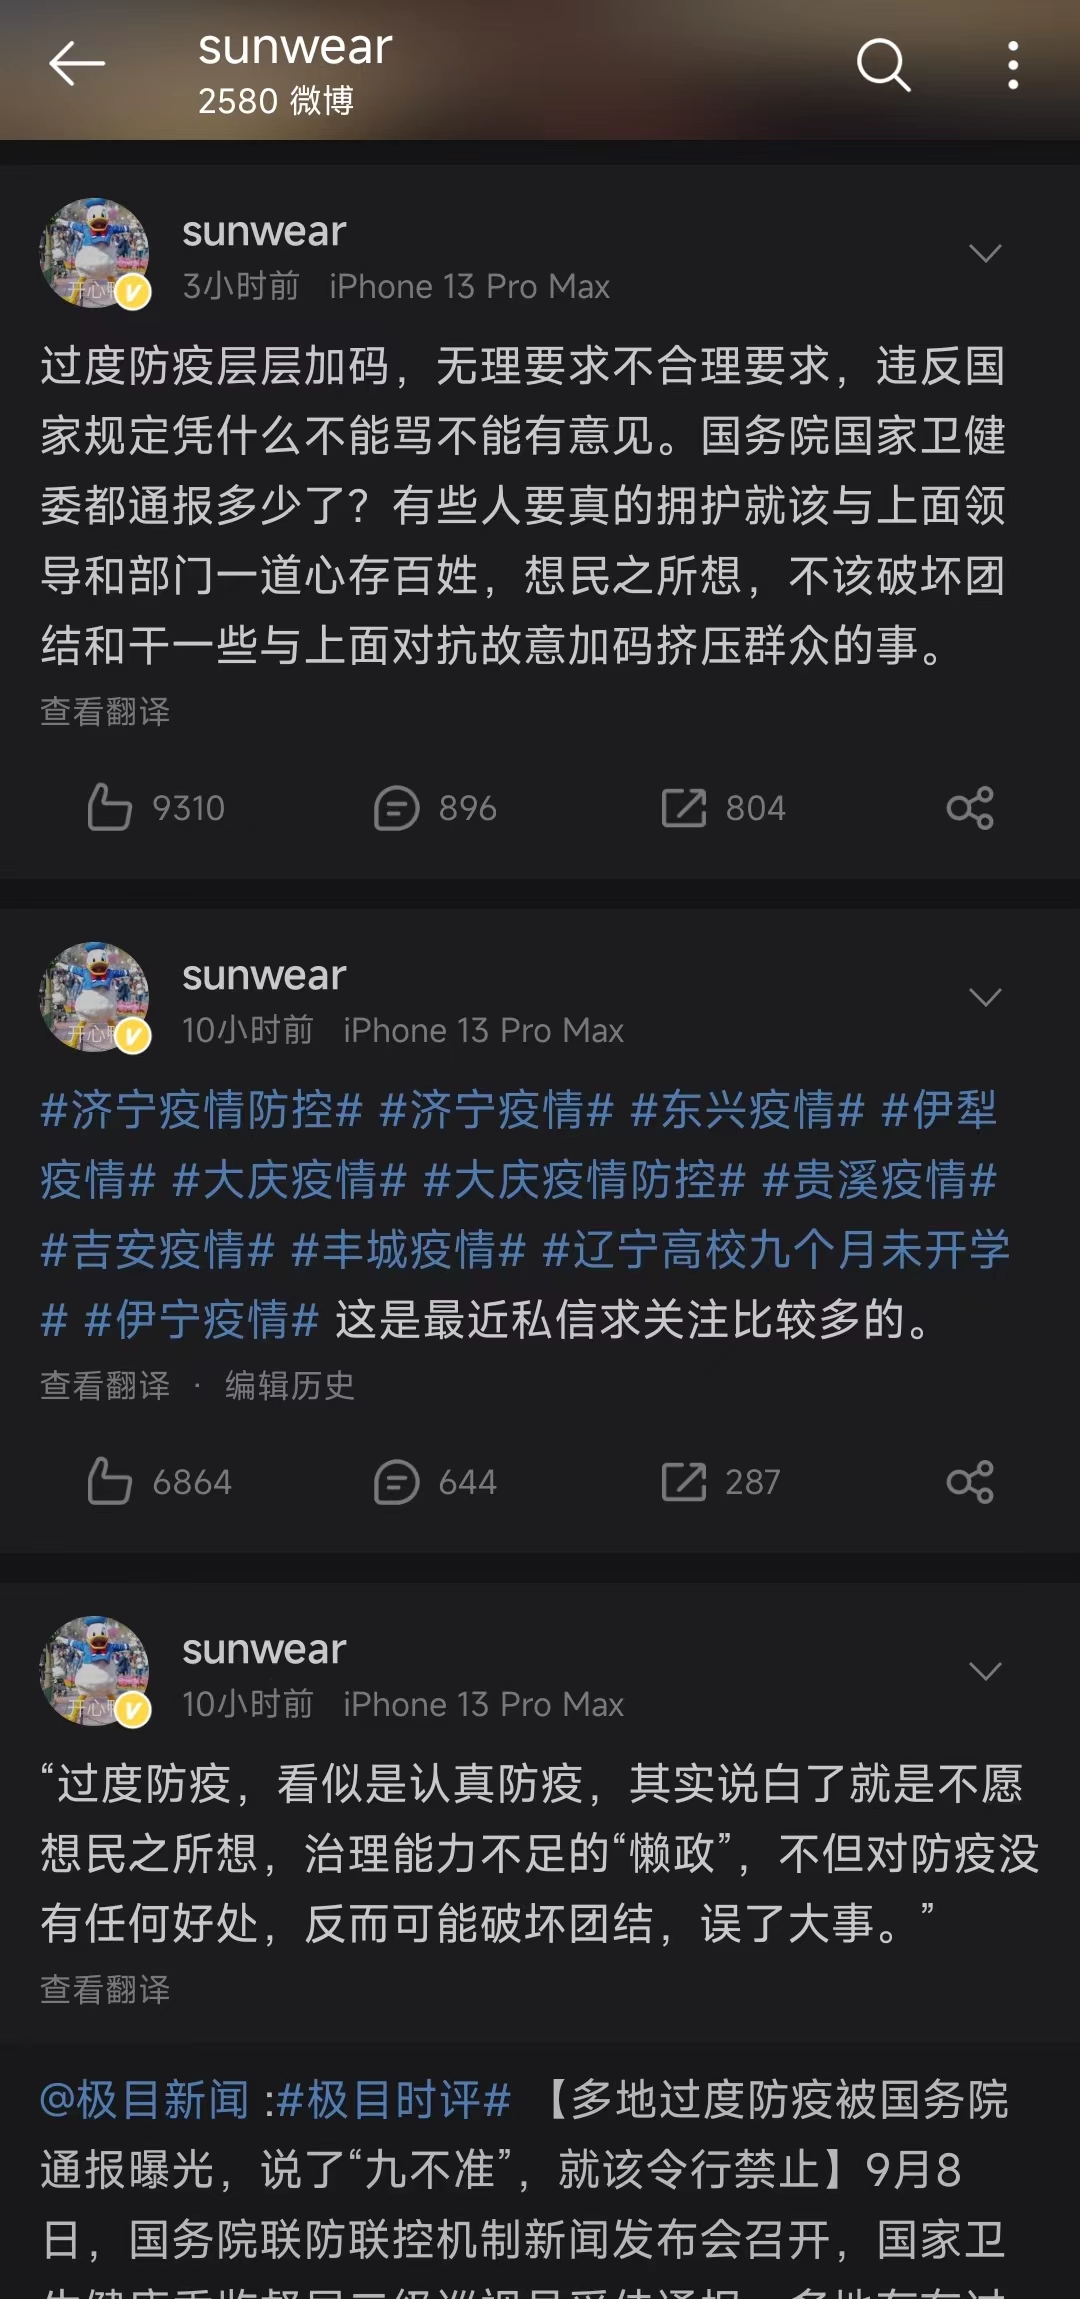 sunwear
2580 微博
sunwear
3小时前 iPhone 13 Pro Max
过度防疫层层加码，无理要求不合理要求，违反国
家规定凭什么不能骂不能有意见。国务院国家卫健
委都通报多少了？有些人要真的拥护就该与上面领
导和部门一道心存百姓，想民之所想，不该破坏团
结和干一些与上面对抗故意加码挤压群众的事。
查看翻译
9310 896 804
sunwear
10小时前 iPhone 13 Pro Max
#济宁疫情防控# #济宁疫情# #东兴疫情# #伊犁
疫情# #大庆疫情# #大庆疫情防控# #贵溪疫情#
#吉安疫情# #丰城疫情# #辽宁高校九个月未开学
# #伊宁疫情# 这是最近私信求关注比较多的。
查看翻译 · 编辑历史
6864 644 287
sunwear
10小时前 iPhone 13 Pro Max
“过度防疫，看似是认真防疫，其实说白了就是不愿
想民之所想，治理能力不足的“懒政”，不但对防疫没
有任何好处，反而可能破坏团结，误了大事。”
查看翻译
@极目新闻 :#极目时评# 【多地过度防疫被国务院
通报曝光，说了“九不准”，就该令行禁止】9月8
日，国务院联防联控机制新闻发布会召开，国家卫